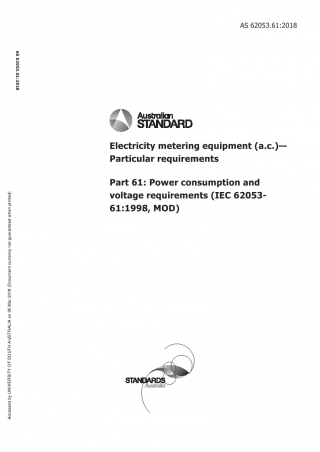 AS 62053.61:2018
AS 62053.61:2018
Australian
STANDARD
Electricity metering equipment (a.c.)—
Particular requirements
Part 61: Power consumption and
voltage requirements (IEC 62053-
61:1998, MOD)
Accessed by UNIVERSITY OF SOUTH AUSTRALIA on 05 Mar 2019 (Document currency not guaranteed when printed)
STANDARDS
Australia